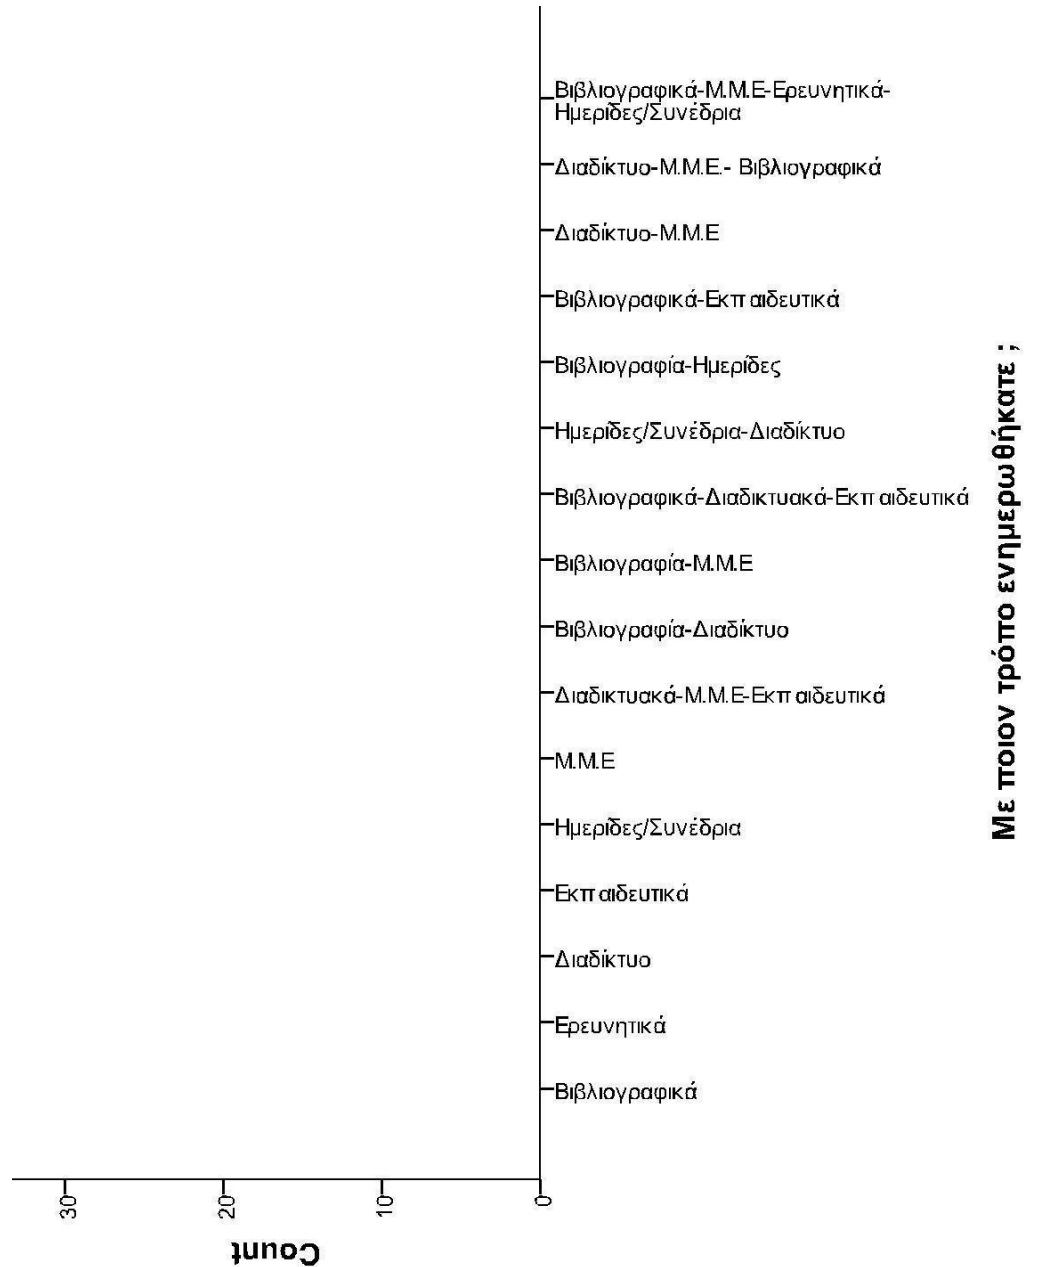 Βιβλιογραφικά-Μ.Μ.Ε-Ερευνητικά-
Ημερίδες/Συνέδρια
Διαδίκτυο-Μ.Μ.Ε.- Βιβλιογραφικά
Διαδίκτυο-Μ.Μ.Ε
Βιβλιογραφικά-Εκπαιδευτικά
Βιβλιογραφία-Ημερίδες
Ημερίδες/Συνέδρια-Διαδίκτυο
Βιβλιογραφικά-Διαδικτυακά-Εκπαιδευτικά
Βιβλιογραφία-Μ.Μ.Ε
Βιβλιογραφία-Διαδίκτυο
Διαδικτυακά-Μ.Μ.Ε-Εκπαιδευτικά
Μ.Μ.Ε
Ημερίδες/Συνέδρια
Εκπαιδευτικά
Διαδίκτυο
Ερευνητικά
Βιβλιογραφικά
Με ποιον τρόπο ενημερωθήκατε ;
30
20
10
0
Count